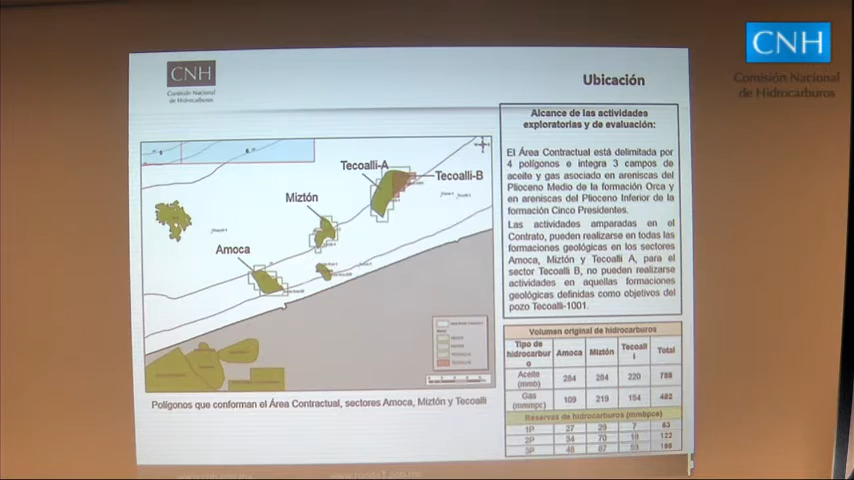 CNH
Comisión Nacional
de Hidrocarburos
CNH
Comisión Nacional
de Hidrocarburos
Ubicación
Tecoalli-A
Tecoalli-B
Miztón
Amoca
Polígonos que conforman el Área Contractual, sectores Amoca, Miztón y Tecoalli
Alcance de las actividades
exploratorias y de evaluación:
El Área Contractual está delimitada por
4 polígonos e integra 3 campos de
aceite y gas asociado en areniscas del
Plioceno Medio de la formación Orca y
en areniscas del Plioceno Inferior de la
formación Cinco Presidentes.
Las actividades amparadas en el
Contrato, pueden realizarse en todas las
formaciones geológicas en los sectores
Amoca, Miztón y Tecoalli A, para el
sector Tecoalli B, no pueden realizarse
actividades en aquellas formaciones
geológicas definidas como objetivos del
pozo Tecoalli-1001.
Volumen original de hidrocarburos
Tipo de
hidrocarbur
o
Amoca Miztón Tecoall
i
Total
Aceite
(mmb)
284 284 220 788
Gas
(mmmpc)
109 219 154 482
Reservas de hidrocarburos (mmbpce)
1P 27 29 7 63
2P 34 70 18 122
3P